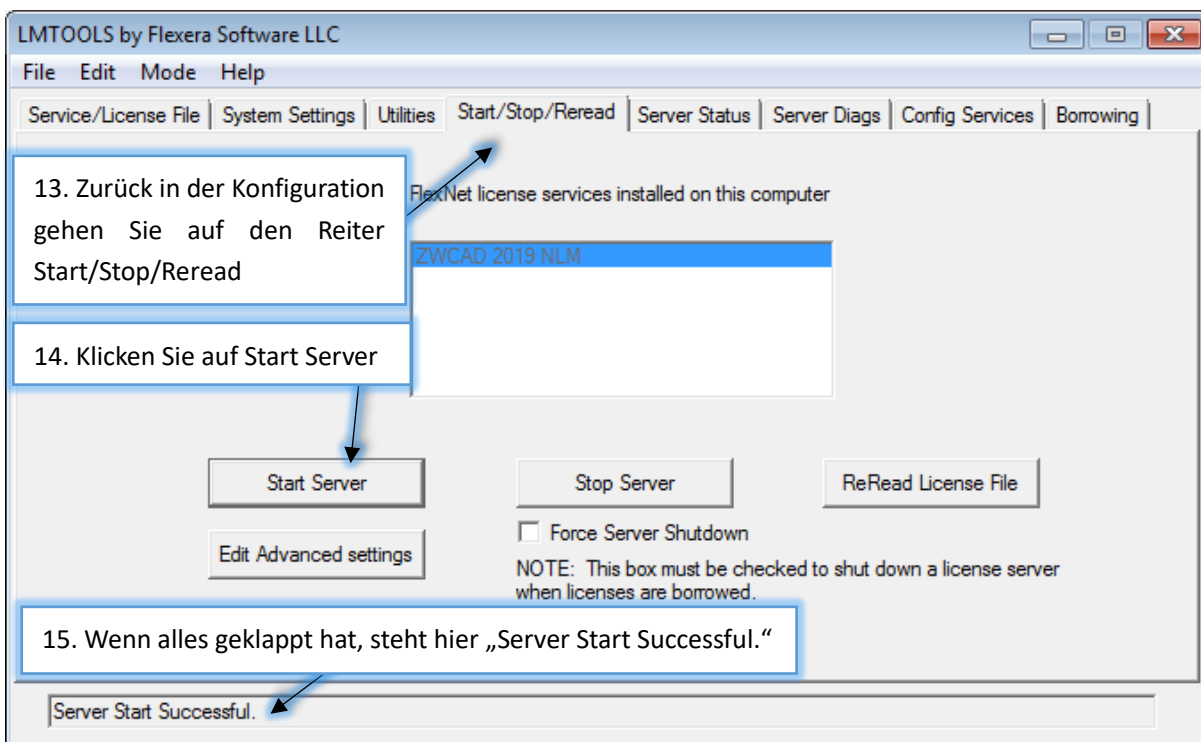 LMTOOLS by Flexera Software LLC
File Edit Mode Help
Service/License File System Settings Utilities Start/Stop/Reread Server Status Server Diags Config Services Borrowing
13. Zurück in der Konfiguration
gehen Sie auf den Reiter
Start/Stop/Reread
FlexNet license services installed on this computer
ZWCAD 2019 NLM
14. Klicken Sie auf Start Server
Start Server Stop Server ReRead License File
Edit Advanced settings
Force Server Shutdown
NOTE: This box must be checked to shut down a license server
when licenses are borrowed.
15. Wenn alles geklappt hat, steht hier „Server Start Successful.“
Server Start Successful.